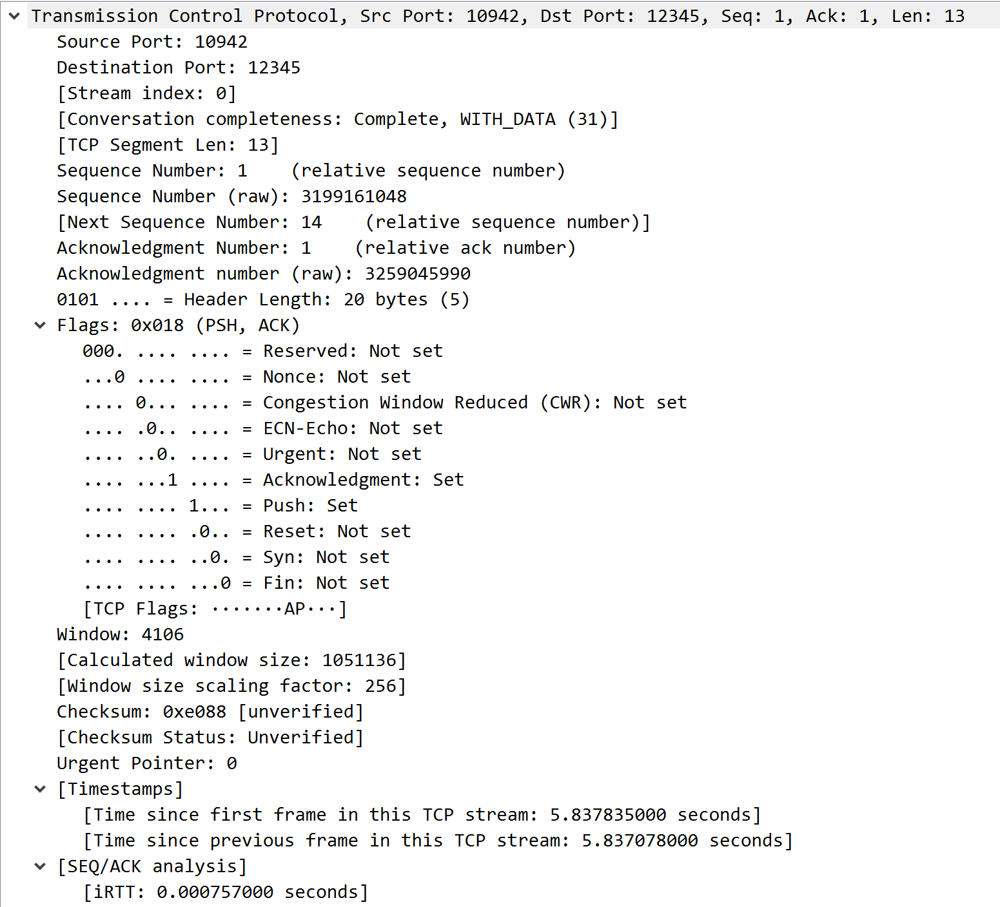 Transmission Control Protocol, Src Port: 10942, Dst Port: 12345, Seq: 1, Ack: 1, Len: 13
Source Port: 10942
Destination Port: 12345
[Stream index: 0]
[Conversation completeness: Complete, WITH_DATA (31)]
[TCP Segment Len: 13]
Sequence Number: 1    (relative sequence number)
Sequence Number (raw): 3199161048
[Next Sequence Number: 14    (relative sequence number)]
Acknowledgment Number: 1    (relative ack number)
Acknowledgment number (raw): 3259045990
0101 .... = Header Length: 20 bytes (5)
Flags: 0x018 (PSH, ACK)
000. .... .... = Reserved: Not set
...0 .... .... = Nonce: Not set
.... 0... .... = Congestion Window Reduced (CWR): Not set
.... .0.. .... = ECN-Echo: Not set
.... ..0. .... = Urgent: Not set
.... ...1 .... = Acknowledgment: Set
.... .... 1... = Push: Set
.... .... .0.. = Reset: Not set
.... .... ..0. = Syn: Not set
.... .... ...0 = Fin: Not set
[TCP Flags: ·······AP···]
Window: 4106
[Calculated window size: 1051136]
[Window size scaling factor: 256]
Checksum: 0xe088 [unverified]
[Checksum Status: Unverified]
Urgent Pointer: 0
[Timestamps]
[Time since first frame in this TCP stream: 5.837835000 seconds]
[Time since previous frame in this TCP stream: 5.837078000 seconds]
[SEQ/ACK analysis]
[iRTT: 0.000757000 seconds]